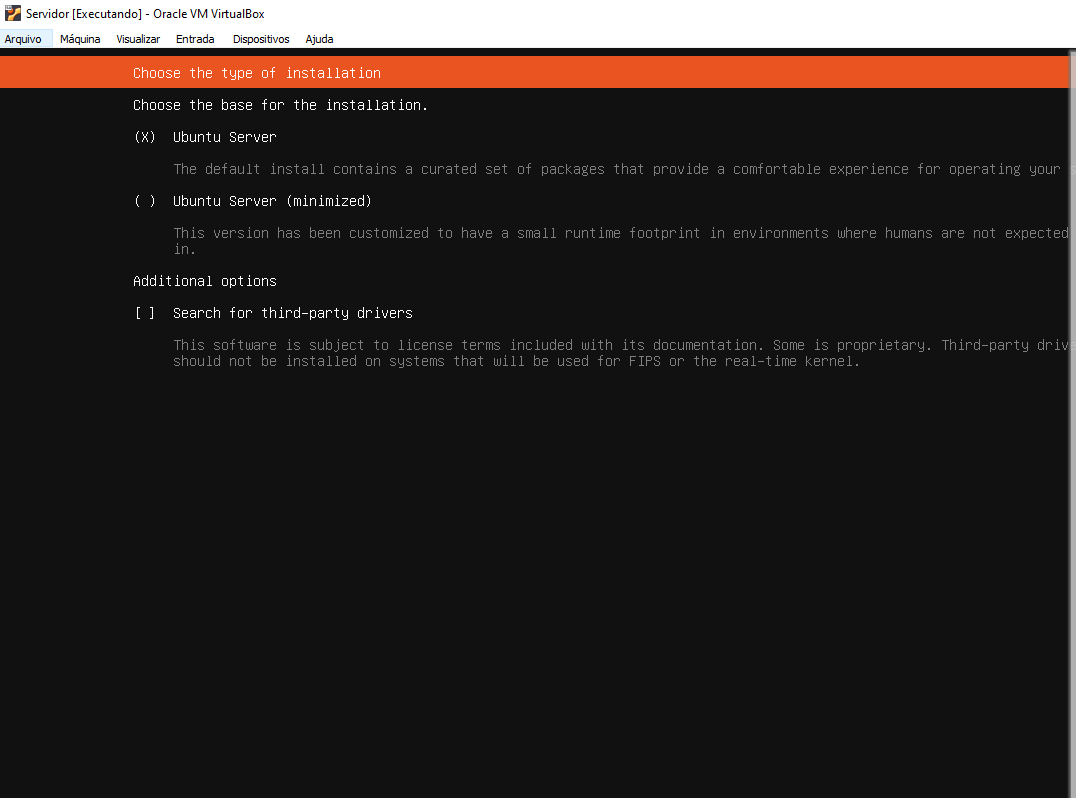 Servidor [Executando] - Oracle VM VirtualBox
Arquivo Máquina Visualizar Entrada Dispositivos Ajuda
Choose the type of installation
Choose the base for the installation.
(X) Ubuntu Server
The default install contains a curated set of packages that provide a comfortable experience for operating your
( ) Ubuntu Server (minimized)
This version has been customized to have a small runtime footprint in environments where humans are not expected
in.
Additional options
[ ] Search for third-party drivers
This software is subject to license terms included with its documentation. Some is proprietary. Third-party
should not be installed on systems that will be used for FIPS or the real-time kernel.